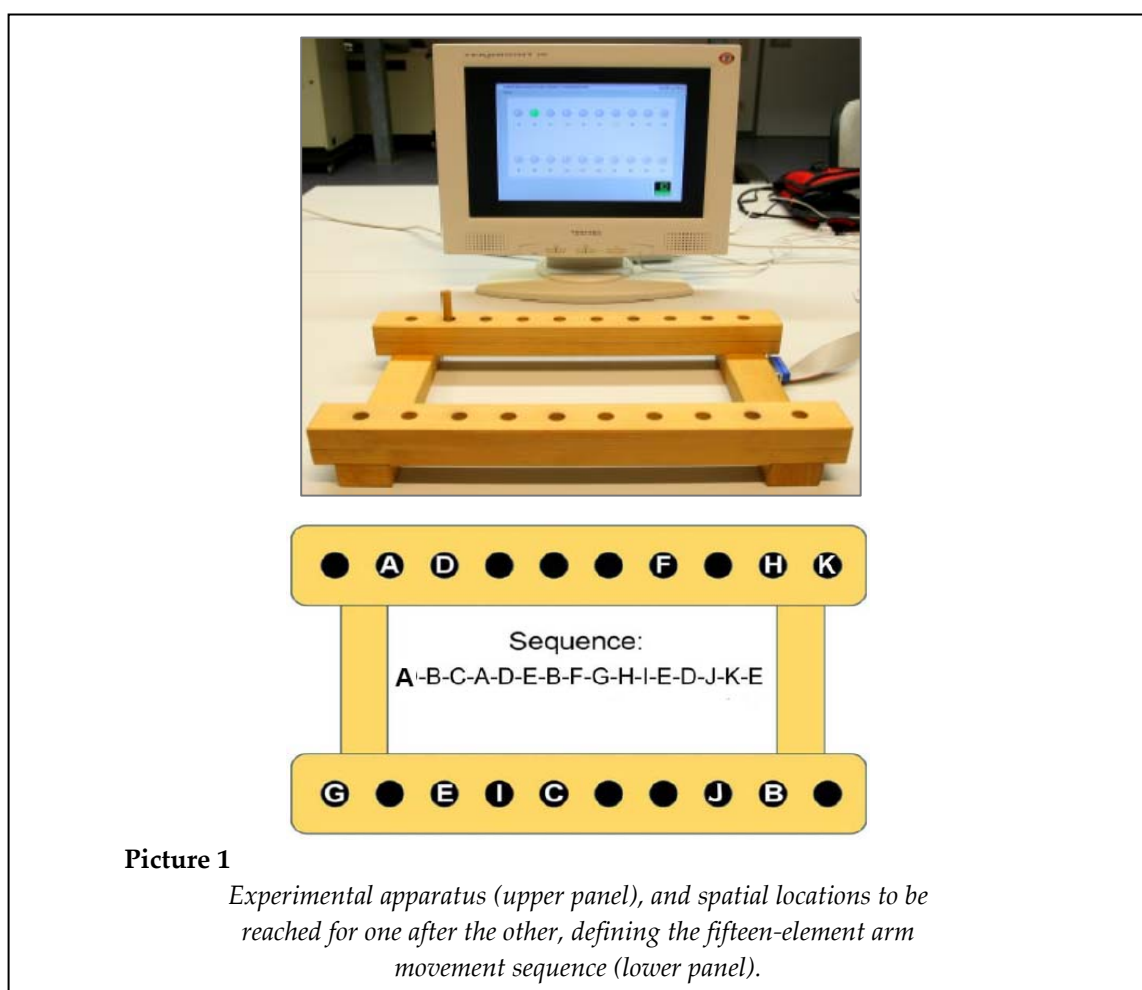 A D F H K
Sequence:
A-B-C-A-D-E-B-F-G-H-I-E-D-J-K-E
G E I C J B
Picture 1
Experimental apparatus (upper panel), and spatial locations to be
reached for one after the other, defining the fifteen-element arm
movement sequence (lower panel).